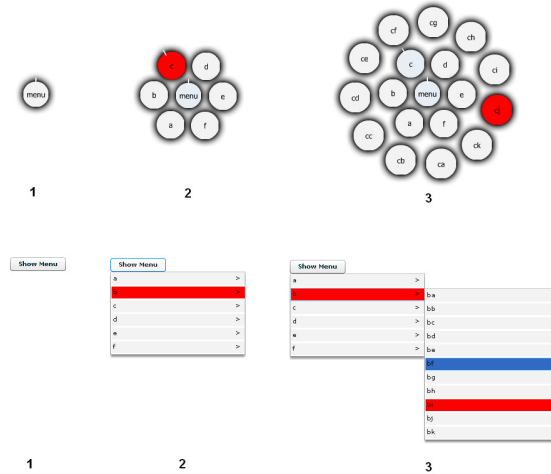 menu
c
d
b
menu
e
a
f
cg
cf
ch
ce
c
d
ci
cd
b
menu
e
cj
a
f
cc
ck
cb
ca
1
2
3
Show Menu
Show Menu
a >
>
c >
d >
e >
f >
Show Menu
a >
>
c >
d >
e >
f >
ba
bb
bc
bd
be
bf
bg
bh
bj
bk
1
2
3